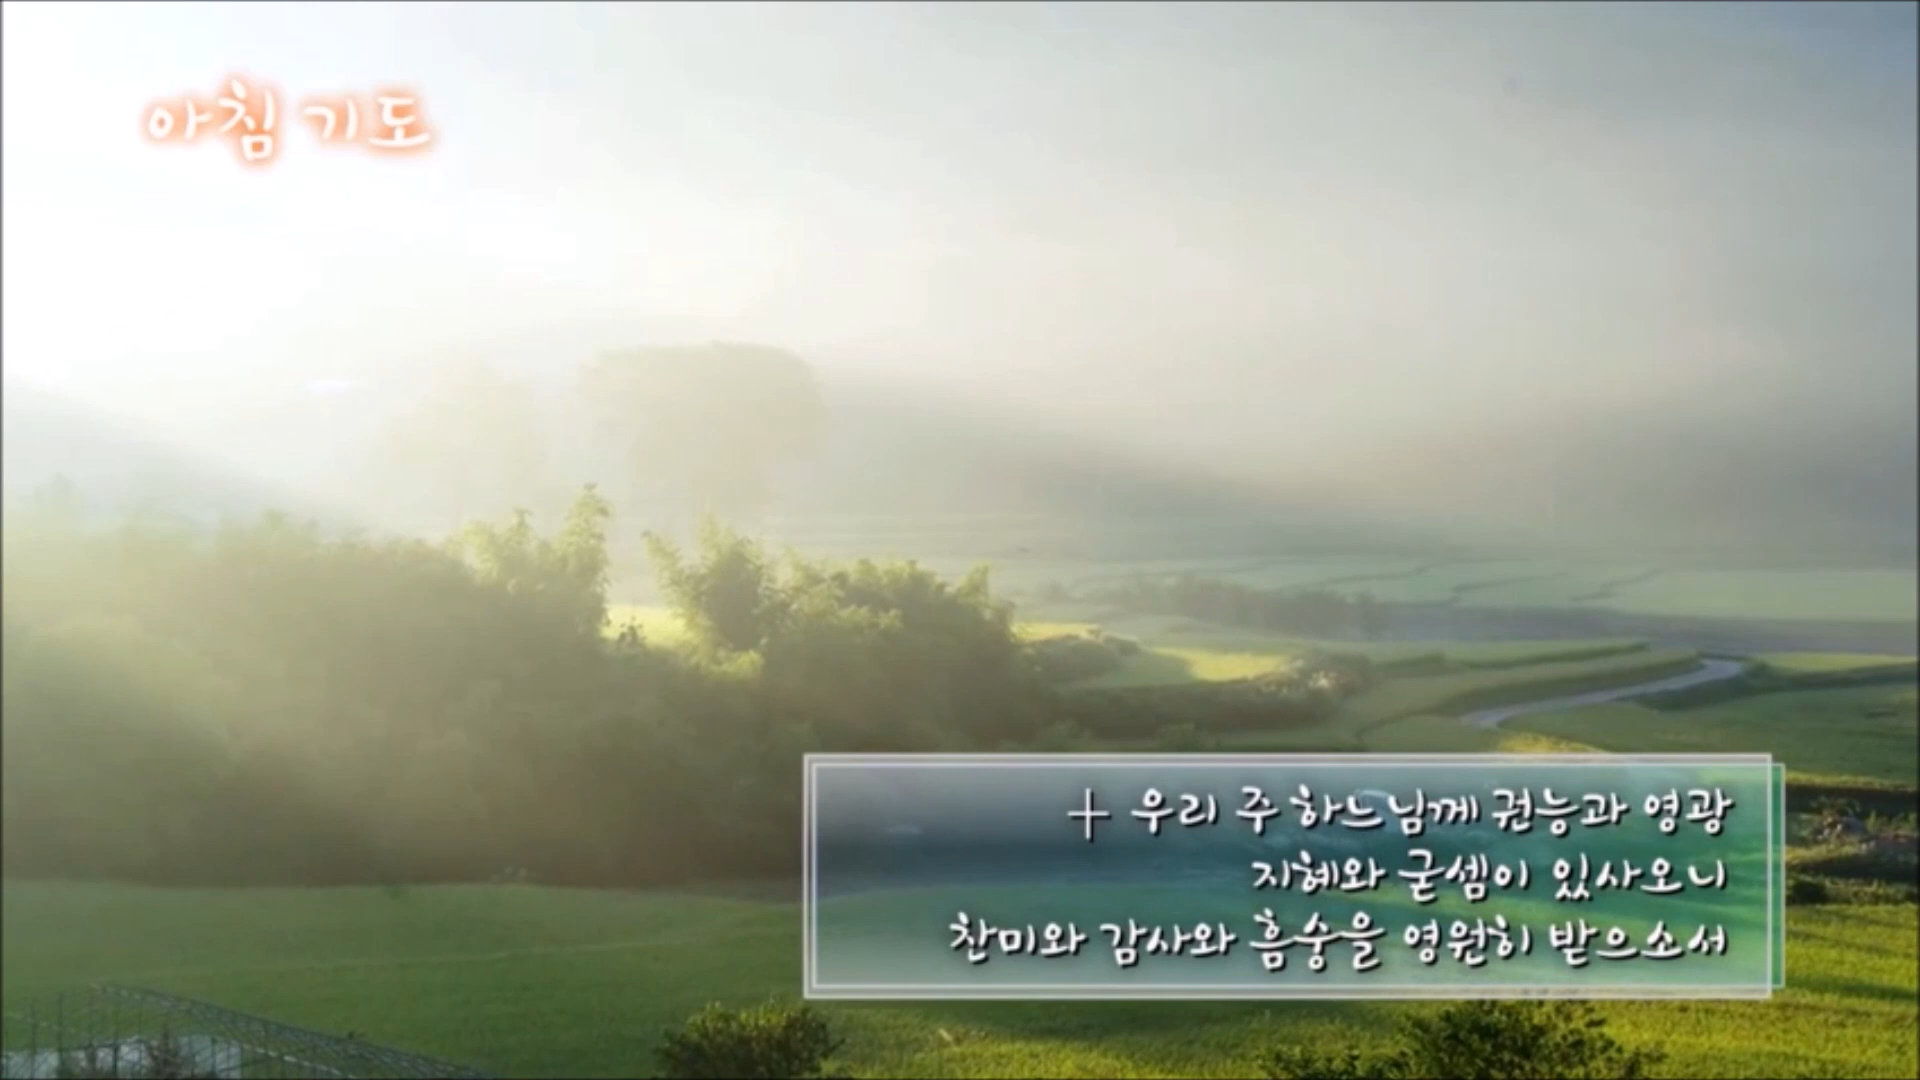 아침 기도
+ 우리 주 하느님께 권능과 영광
지혜와 굳셈이 있사오니
찬미와 감사와 흠숭을 영원히 받으소서